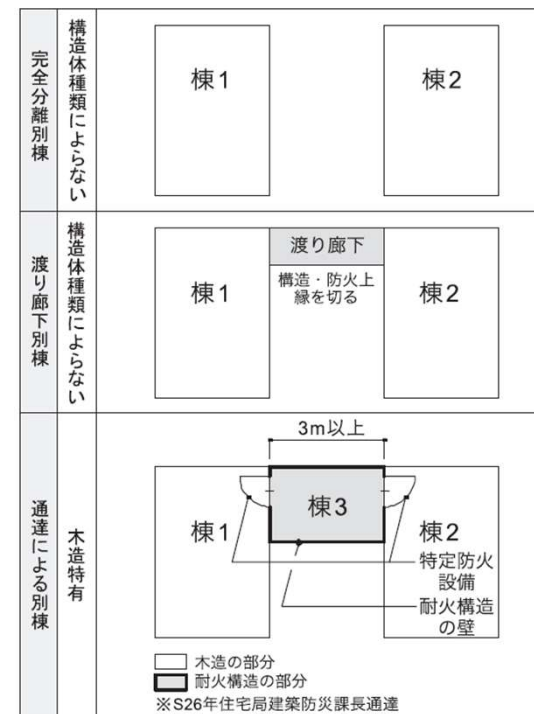 完全分離別棟
構造体種類によらない
棟1
棟2
渡り廊下別棟
構造体種類によらない
棟1
渡り廊下
構造・防火上
縁を切る
棟2
通達による別棟
木造特有
3m以上
棟1
棟3
棟2
特定防火
設備
耐火構造
の壁
木造の部分
耐火構造の部分
※S26年住宅局建築防災課長通達